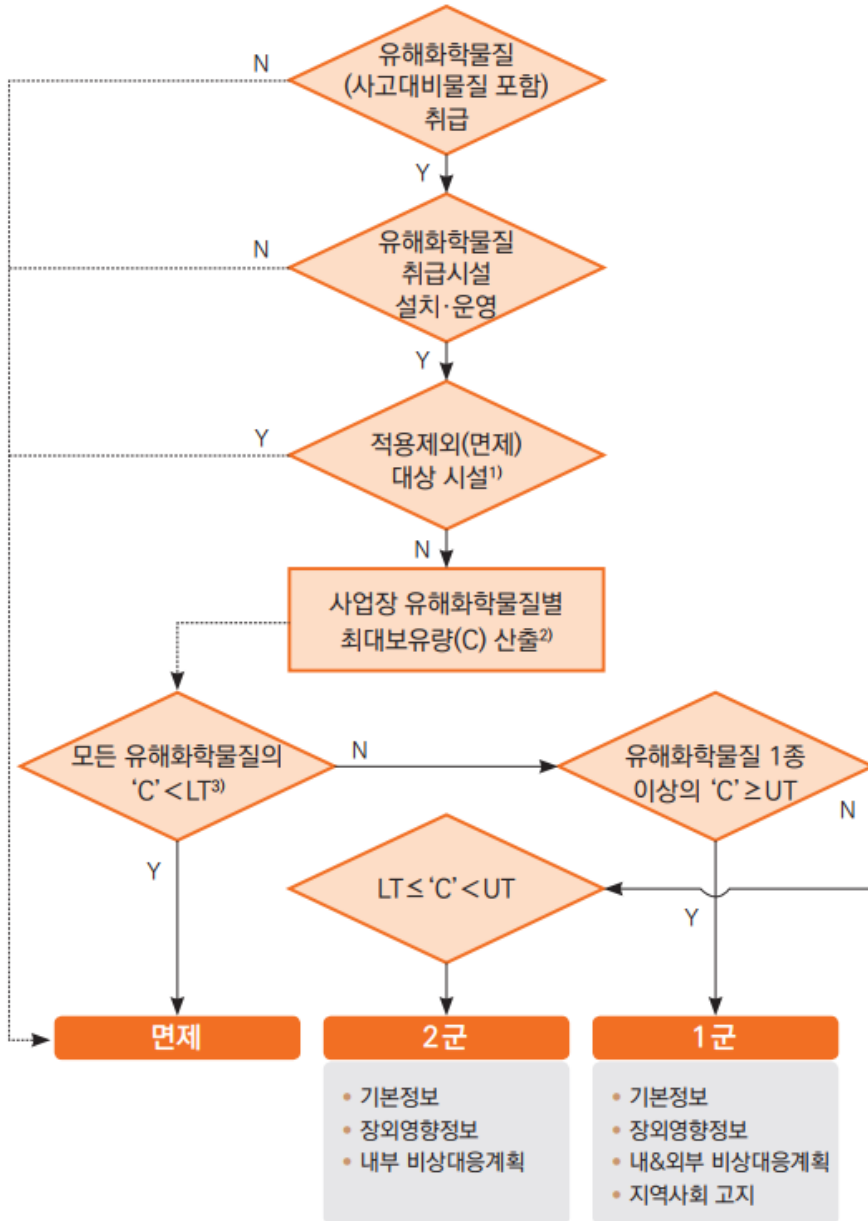 유해화학물질
(사고대비물질 포함)
취급
N
Y
유해화학물질
취급시설
설치·운영
N
Y
적용제외(면제)
대상 시설¹⁾
Y
N
사업장 유해화학물질별
최대보유량(C) 산출²⁾
모든 유해화학물질의
‘C’<LT³⁾
N
유해화학물질 1종
이상의 ‘C’≥UT
N
Y
LT≤‘C’<UT
Y
면제
2군
1군
• 기본정보
• 장외영향정보
• 내부 비상대응계획
• 기본정보
• 장외영향정보
• 내&외부 비상대응계획
• 지역사회 고지